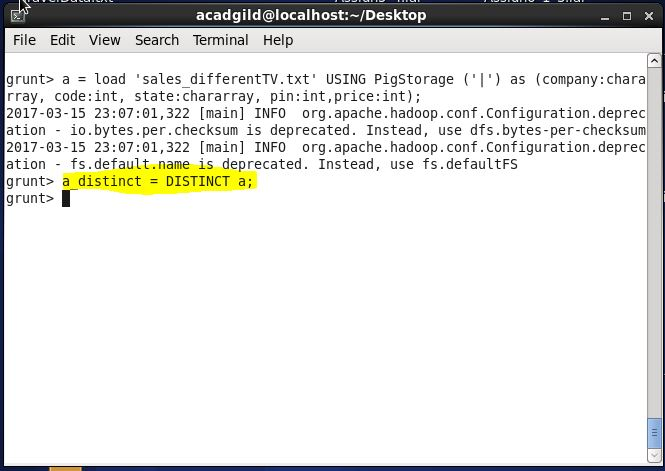 acadgild@localhost:~/Desktop
File Edit View Search Terminal Help
grunt> a = load 'sales_differentTV.txt' USING PigStorage ('|') as (company:chara
rray, code:int, state:chararray, pin:int,price:int);
2017-03-15 23:07:01,322 [main] INFO  org.apache.hadoop.conf.Configuration.deprec
ation - io.bytes.per.checksum is deprecated. Instead, use dfs.bytes-per-checksum
2017-03-15 23:07:01,322 [main] INFO  org.apache.hadoop.conf.Configuration.deprec
ation - fs.default.name is deprecated. Instead, use fs.defaultFS
grunt> a_distinct = DISTINCT a;
grunt>